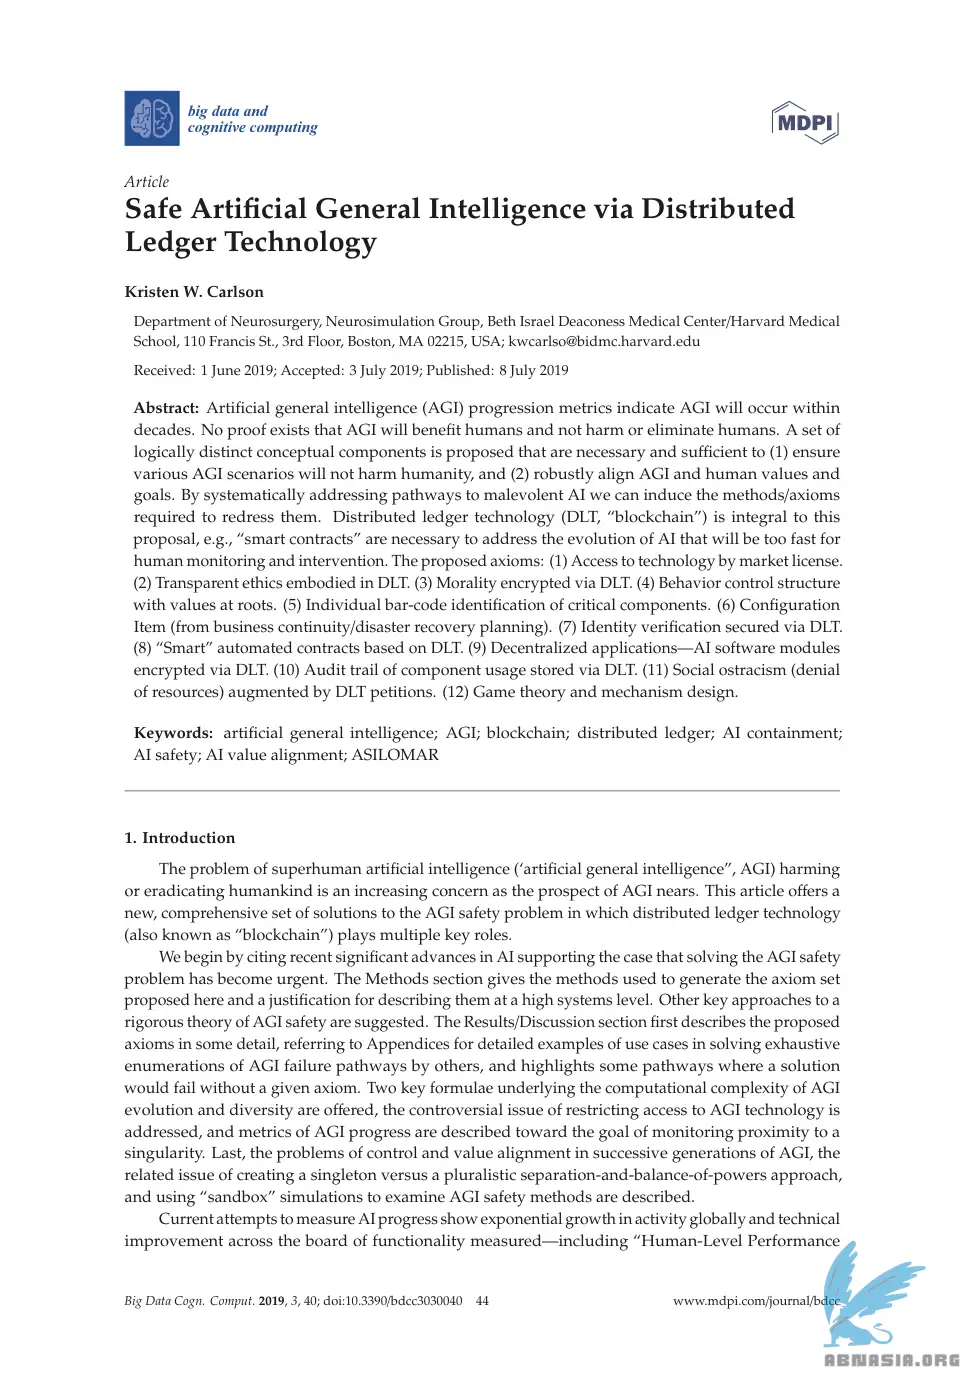 big data and
cognitive computing
MDPI
Article
Safe Artificial General Intelligence via Distributed
Ledger Technology
Kristen W. Carlson
Department of Neurosurgery, Neurosimulation Group, Beth Israel Deaconess Medical Center/Harvard Medical
School, 110 Francis St., 3rd Floor, Boston, MA 02215, USA; kwcarlso@bidmc.harvard.edu
Received: 1 June 2019; Accepted: 3 July 2019; Published: 8 July 2019
Abstract: Artificial general intelligence (AGI) progression metrics indicate AGI will occur within
decades. No proof exists that AGI will benefit humans and not harm or eliminate humans. A set of
logically distinct conceptual components is proposed that are necessary and sufficient to (1) ensure
various AGI scenarios will not harm humanity, and (2) robustly align AGI and human values and
goals. By systematically addressing pathways to malevolent AI we can induce the methods/axioms
required to redress them. Distributed ledger technology (DLT, “blockchain”) is integral to this
proposal, e.g., “smart contracts” are necessary to address the evolution of AI that will be too fast for
human monitoring and intervention. The proposed axioms: (1) Access to technology by market license.
(2) Transparent ethics embodied in DLT. (3) Morality encrypted via DLT. (4) Behavior control structure
with values at roots. (5) Individual bar-code identification of critical components. (6) Configuration
Item (from business continuity/disaster recovery planning). (7) Identity verification secured via DLT.
(8) “Smart” automated contracts based on DLT. (9) Decentralized applications—AI software modules
encrypted via DLT. (10) Audit trail of component usage stored via DLT. (11) Social ostracism (denial
of resources) augmented by DLT petitions. (12) Game theory and mechanism design.
Keywords: artificial general intelligence; AGI; blockchain; distributed ledger; AI containment;
AI safety; AI value alignment; ASILOMAR
1. Introduction
The problem of superhuman artificial intelligence (‘artificial general intelligence”, AGI) harming
or eradicating humankind is an increasing concern as the prospect of AGI nears. This article offers a
new, comprehensive set of solutions to the AGI safety problem in which distributed ledger technology
(also known as “blockchain”) plays multiple key roles.
We begin by citing recent significant advances in AI supporting the case that solving the AGI safety
problem has become urgent. The Methods section gives the methods used to generate the axiom set
proposed here and a justification for describing them at a high systems level. Other key approaches to a
rigorous theory of AGI safety are suggested. The Results/Discussion section first describes the proposed
axioms in some detail, referring to Appendices for detailed examples of use cases in solving exhaustive
enumerations of AGI failure pathways by others, and highlights some pathways where a solution
would fail without a given axiom. Two key formulae underlying the computational complexity of AGI
evolution and diversity are offered, the controversial issue of restricting access to AGI technology is
addressed, and metrics of AGI progress are described toward the goal of monitoring proximity to a
singularity. Last, the problems of control and value alignment in successive generations of AGI, the
related issue of creating a singleton versus a pluralistic separation-and-balance-of-powers approach,
and using “sandbox” simulations to examine AGI safety methods are described.
Current attempts to measure AI progress show exponential growth in activity globally and technical
improvement across the board of functionality measured—including “Human-Level Performance
Big Data Cogn. Comput. 2019, 3, 40; doi:10.3390/bdcc3030040 44 www.mdpi.com/journal/bdcc
ABNASIA.ORG